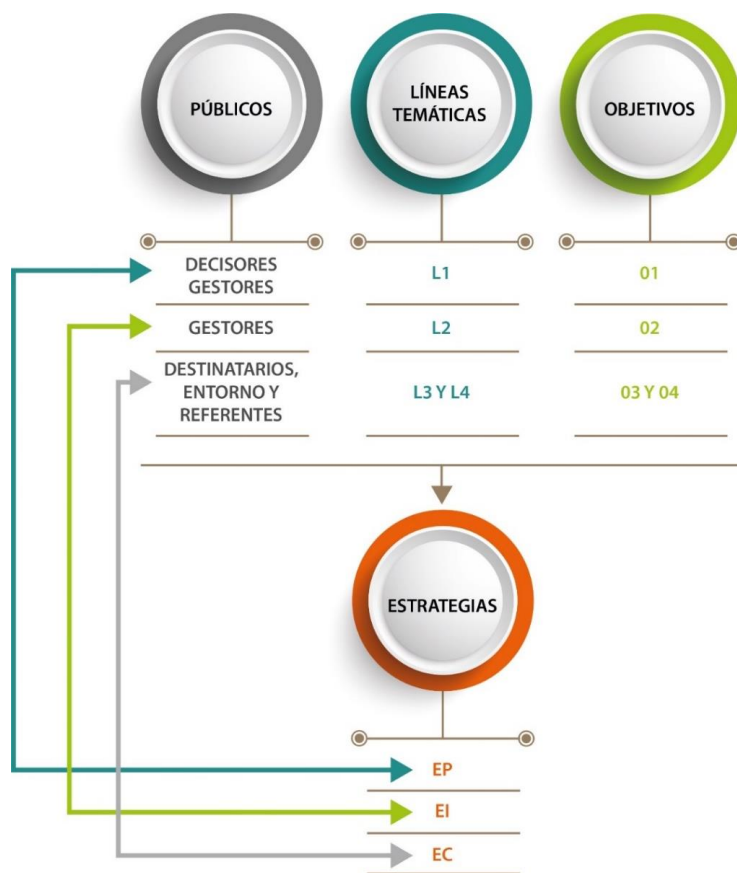 PÚBLICOS
LÍNEAS
TEMÁTICAS
OBJETIVOS
DECISORES
GESTORES
L1
01
GESTORES
L2
02
DESTINATARIOS,
ENTORNO Y
REFERENTES
L3 Y L4
03 Y 04
ESTRATEGIAS
EP
EI
EC